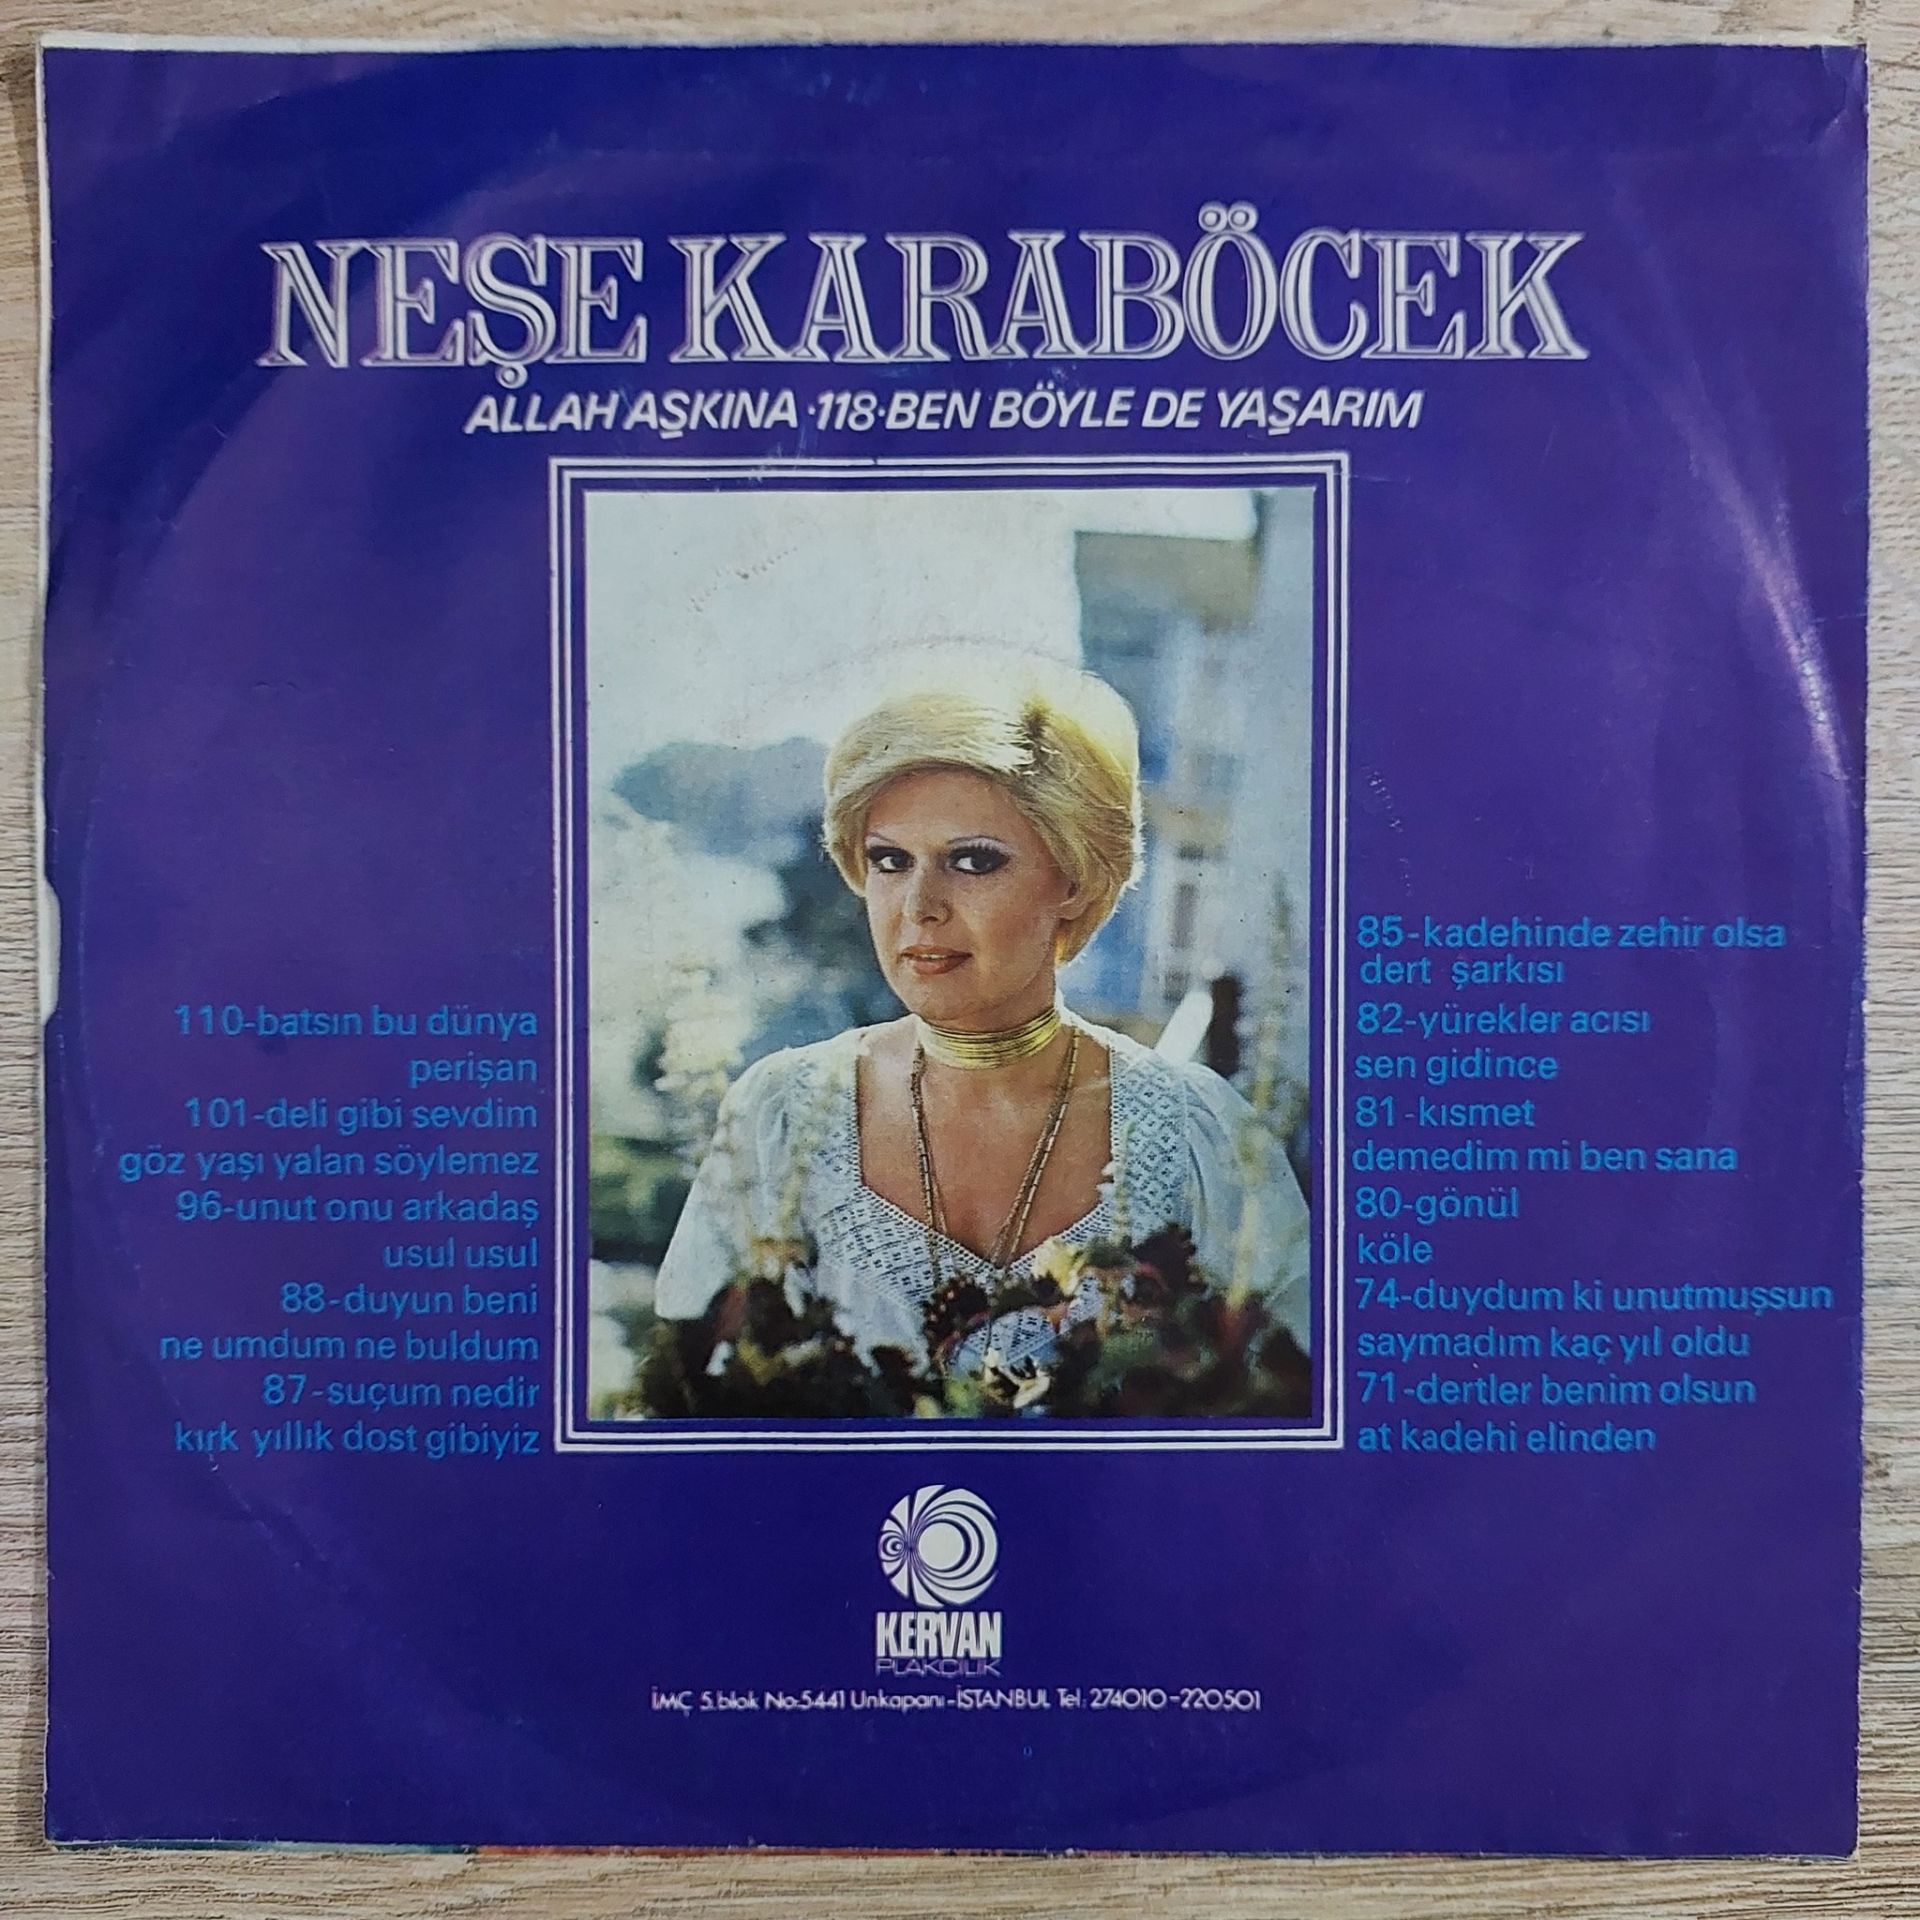 NEŞE KARABÖCEK
ALLAH AŞKINA·118·BEN BÖYLE DE YAŞARIM
110-batsın bu dünya
perişan
101-deli gibi sevdim
göz yaşı yalan söylemez
96-unut onu arkadaş
usul usul
88-duyun beni
ne umdum ne buldum
87-suçum nedir
kırk yıllık dost gibiyiz
85-kadehinde zehir olsa
dert şarkısı
82-yürekler acısı
sen gidince
81-kısmet
demedim mi ben sana
80-gönül
köle
74-duydum ki unutmuşsun
saymadım kaç yıl oldu
71-dertler benim olsun
at kadehi elinden
KERVAN
PLAKÇILIK
İMÇ 5.blok No:5441 Unkapanı-İSTANBUL Tel: 274010-220501